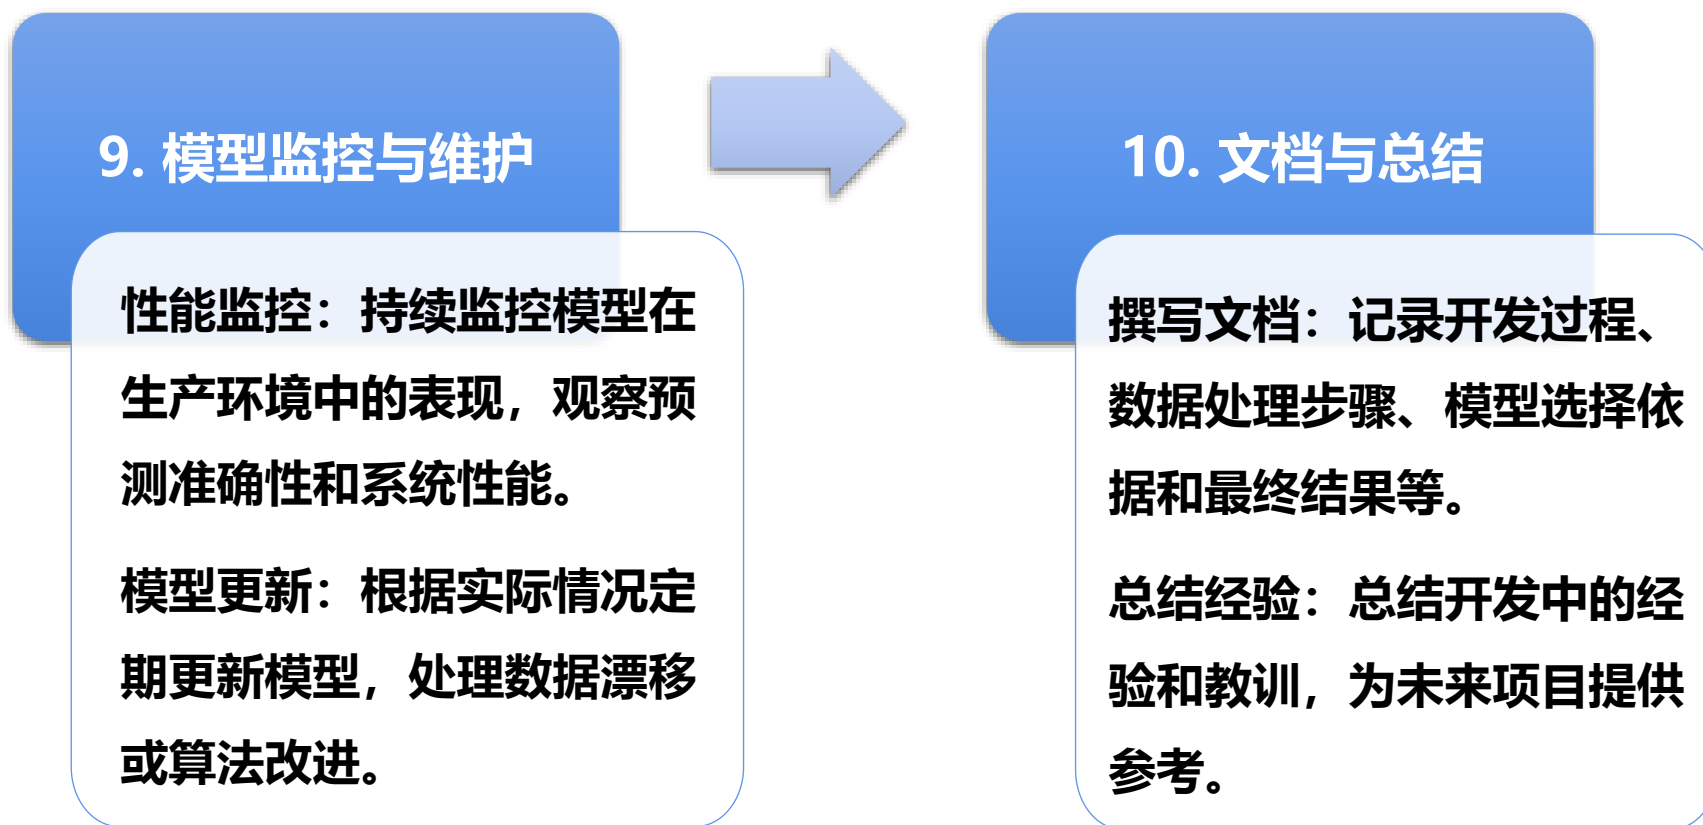 9. 模型监控与维护
性能监控：持续监控模型在
生产环境中的表现，观察预
测准确性和系统性能。
模型更新：根据实际情况定
期更新模型，处理数据漂移
或算法改进。
10. 文档与总结
撰写文档：记录开发过程、
数据处理步骤、模型选择依
据和最终结果等。
总结经验：总结开发中的经
验和教训，为未来项目提供
参考。